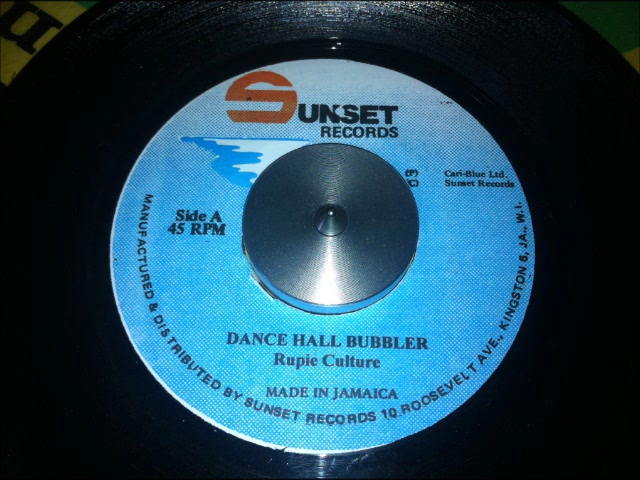 SUNSET
RECORDS
Cari-Blue Ltd.
Sunset Records
Side A
45 RPM
DANCE HALL BUBBLER
Rupie Culture
MADE IN JAMAICA
MANUFACTURED & DISTRIBUTED BY SUNSET RECORDS 10 ROOSEVELT AVE., KINGSTON 6, JA., W.I.